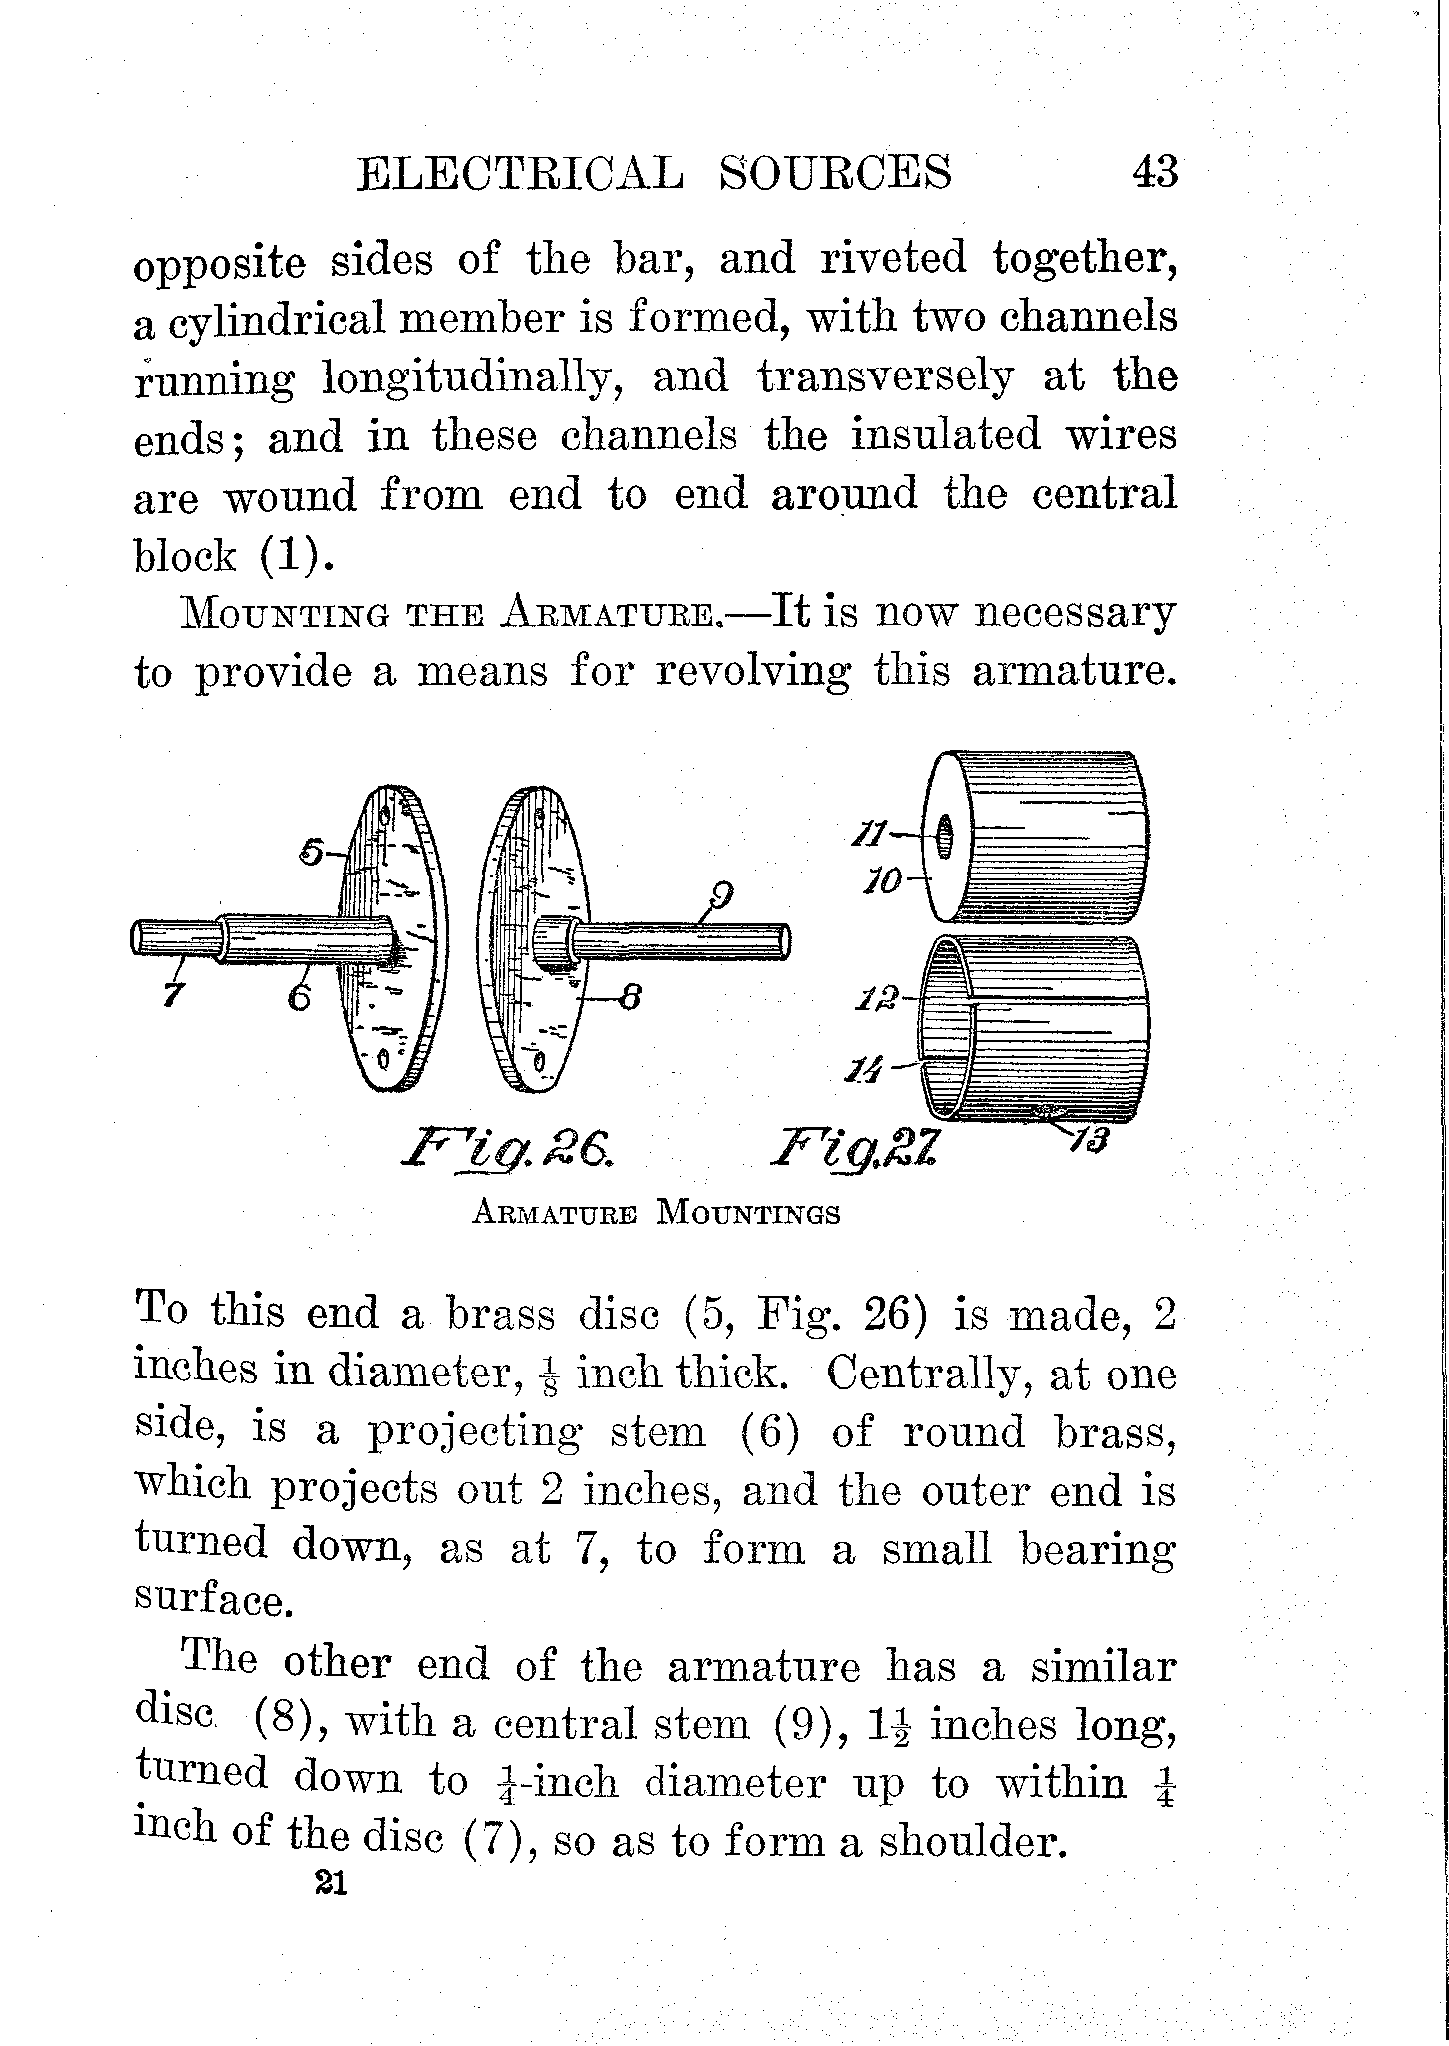 ELECTRICAL SOURCES 43
opposite sides of the bar, and riveted together,
a cylindrical member is formed, with two channels
running longitudinally, and transversely at the
ends; and in these channels the insulated wires
are wound from end to end around the central
block (1).
MOUNTING THE ARMATURE.—It is now necessary
to provide a means for revolving this armature.
5
7
6
9
8
11
10
12
14
13
Fig. 26.
Fig. 27.
ARMATURE MOUNTINGS
To this end a brass disc (5, Fig. 26) is made, 2
inches in diameter, ⅛ inch thick. Centrally, at one
side, is a projecting stem (6) of round brass,
which projects out 2 inches, and the outer end is
turned down, as at 7, to form a small bearing
surface.
The other end of the armature has a similar
disc (8), with a central stem (9), 1½ inches long,
turned down to ¼-inch diameter up to within ¼
inch of the disc (7), so as to form a shoulder.
21